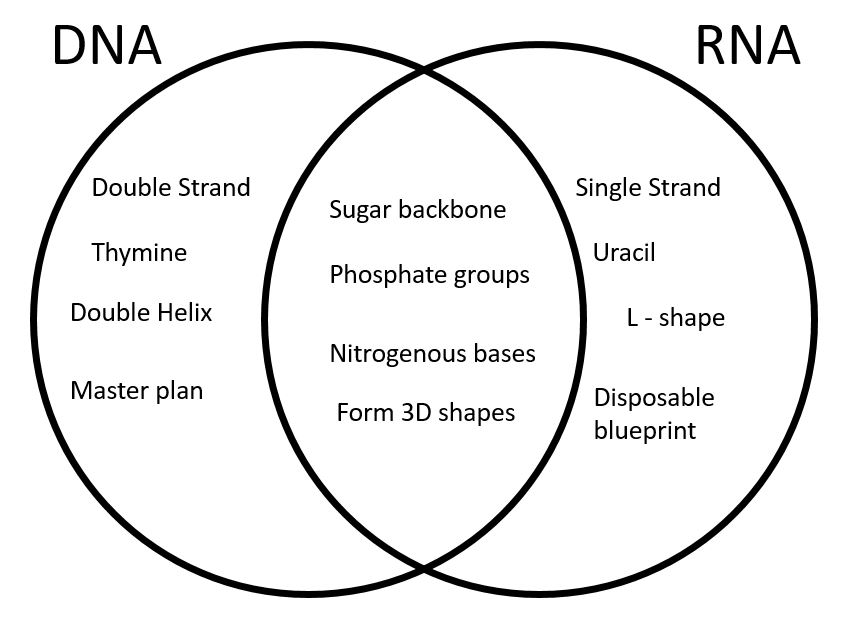 DNA
RNA
Double Strand
Thymine
Double Helix
Master plan
Sugar backbone
Phosphate groups
Nitrogenous bases
Form 3D shapes
Single Strand
Uracil
L - shape
Disposable
blueprint